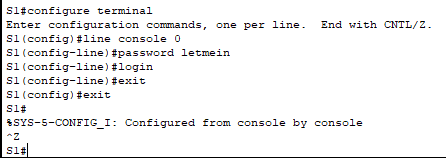 S1#configure terminal
Enter configuration commands, one per line.  End with CNTL/Z.
S1(config)#line console 0
S1(config-line)#password letmein
S1(config-line)#login
S1(config-line)#exit
S1(config)#exit
S1#
%SYS-5-CONFIG_I: Configured from console by console
^Z
S1#